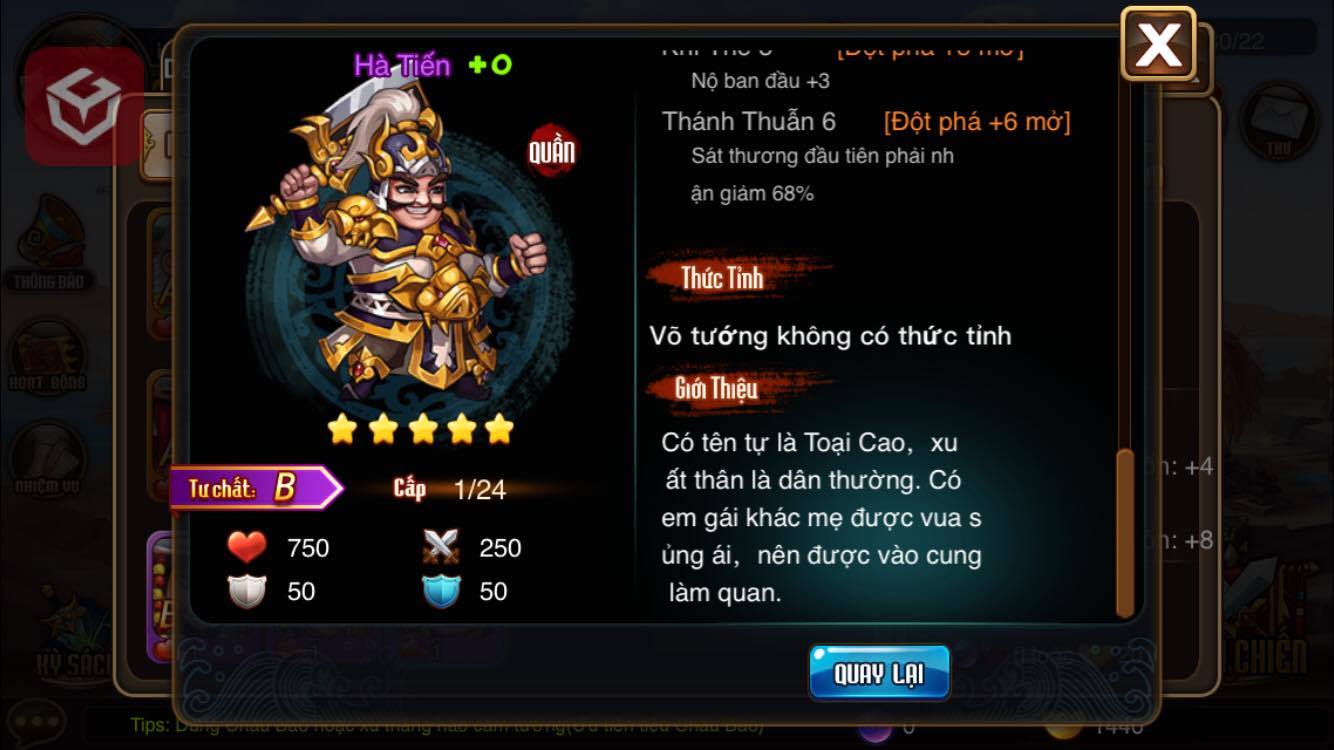 Hà Tiến +0
QUẦN
Tư chất: B
Cấp 1/24
750
250
50
50
Nộ ban đầu +3
Thánh Thuẫn 6 [Đột phá +6 mở]
Sát thương đầu tiên phải nh
ận giảm 68%
Thức Tỉnh
Võ tướng không có thức tỉnh
Giới Thiệu
Có tên tự là Toại Cao, xu
ất thân là dân thường. Có
em gái khác mẹ được vua s
ủng ái, nên được vào cung
làm quan.
QUAY LẠI
X
THÔNG BÁO
HOẠT ĐỘNG
NHIỆM VỤ
THƯ
0/22
+4
+8
CHIẾN
Tips:
1440